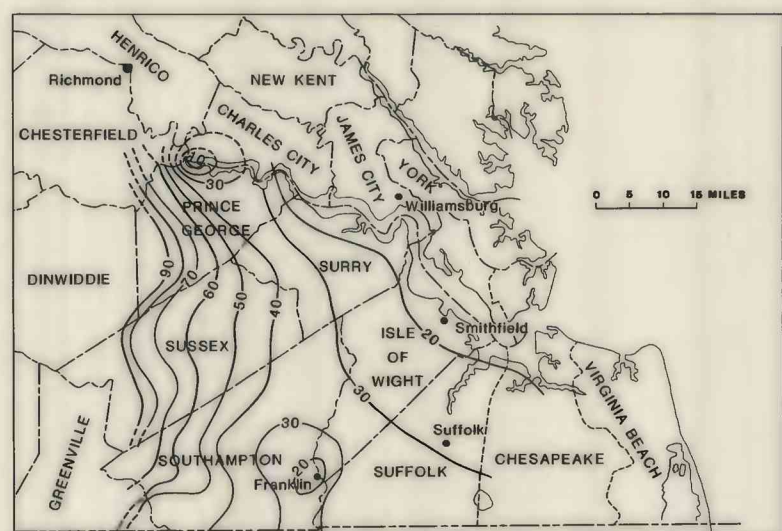 HENRICO
Richmond
NEW KENT
CHESTERFIELD
CHARLES CITY
JAMES CITY
YORK
10
30
Williamsburg
0 5 10 15 MILES
PRINCE
GEORGE
DINWIDDIE
90
70
60
50
40
SURRY
20
Smithfield
SUSSEX
ISLE
OF
WIGHT
30
VIRGINIA BEACH
GREENVILLE
30
Suffolk
SOUTHAMPTON
20
Franklin
SUFFOLK
CHESAPEAKE